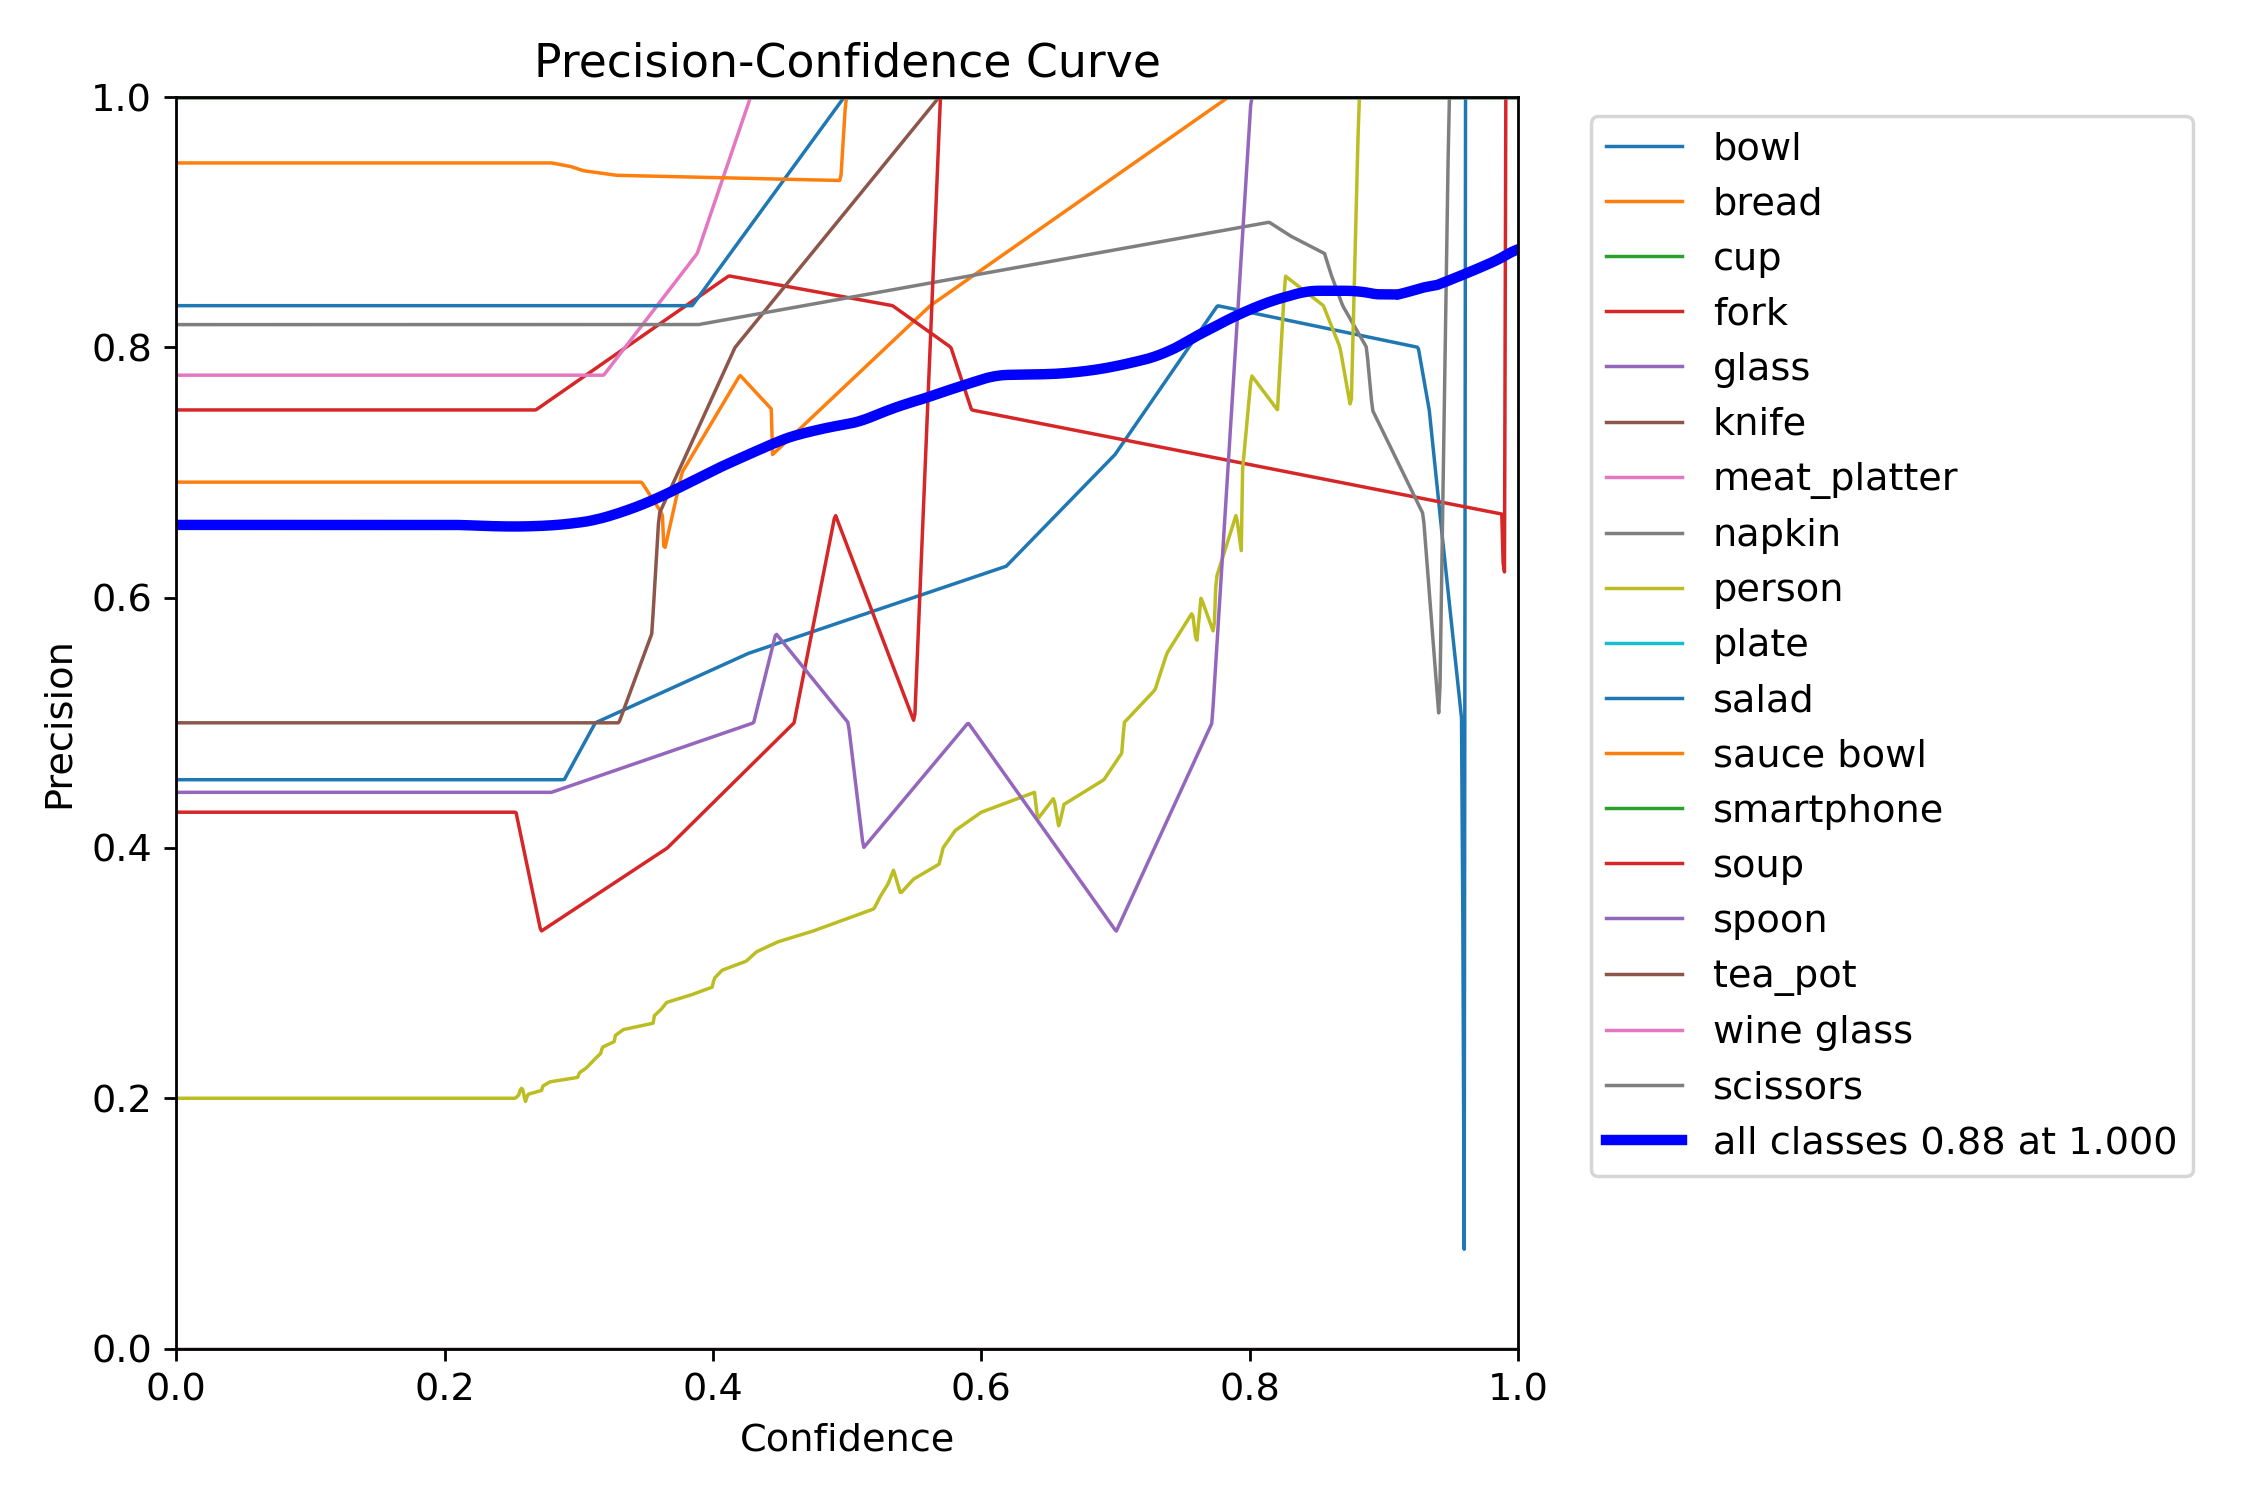 Precision-Confidence Curve
1.0
0.8
0.6
0.4
0.2
0.0
Precision
0.0 0.2 0.4 0.6 0.8 1.0
Confidence
bowl
bread
cup
fork
glass
knife
meat_platter
napkin
person
plate
salad
sauce bowl
smartphone
soup
spoon
tea_pot
wine glass
scissors
all classes 0.88 at 1.000